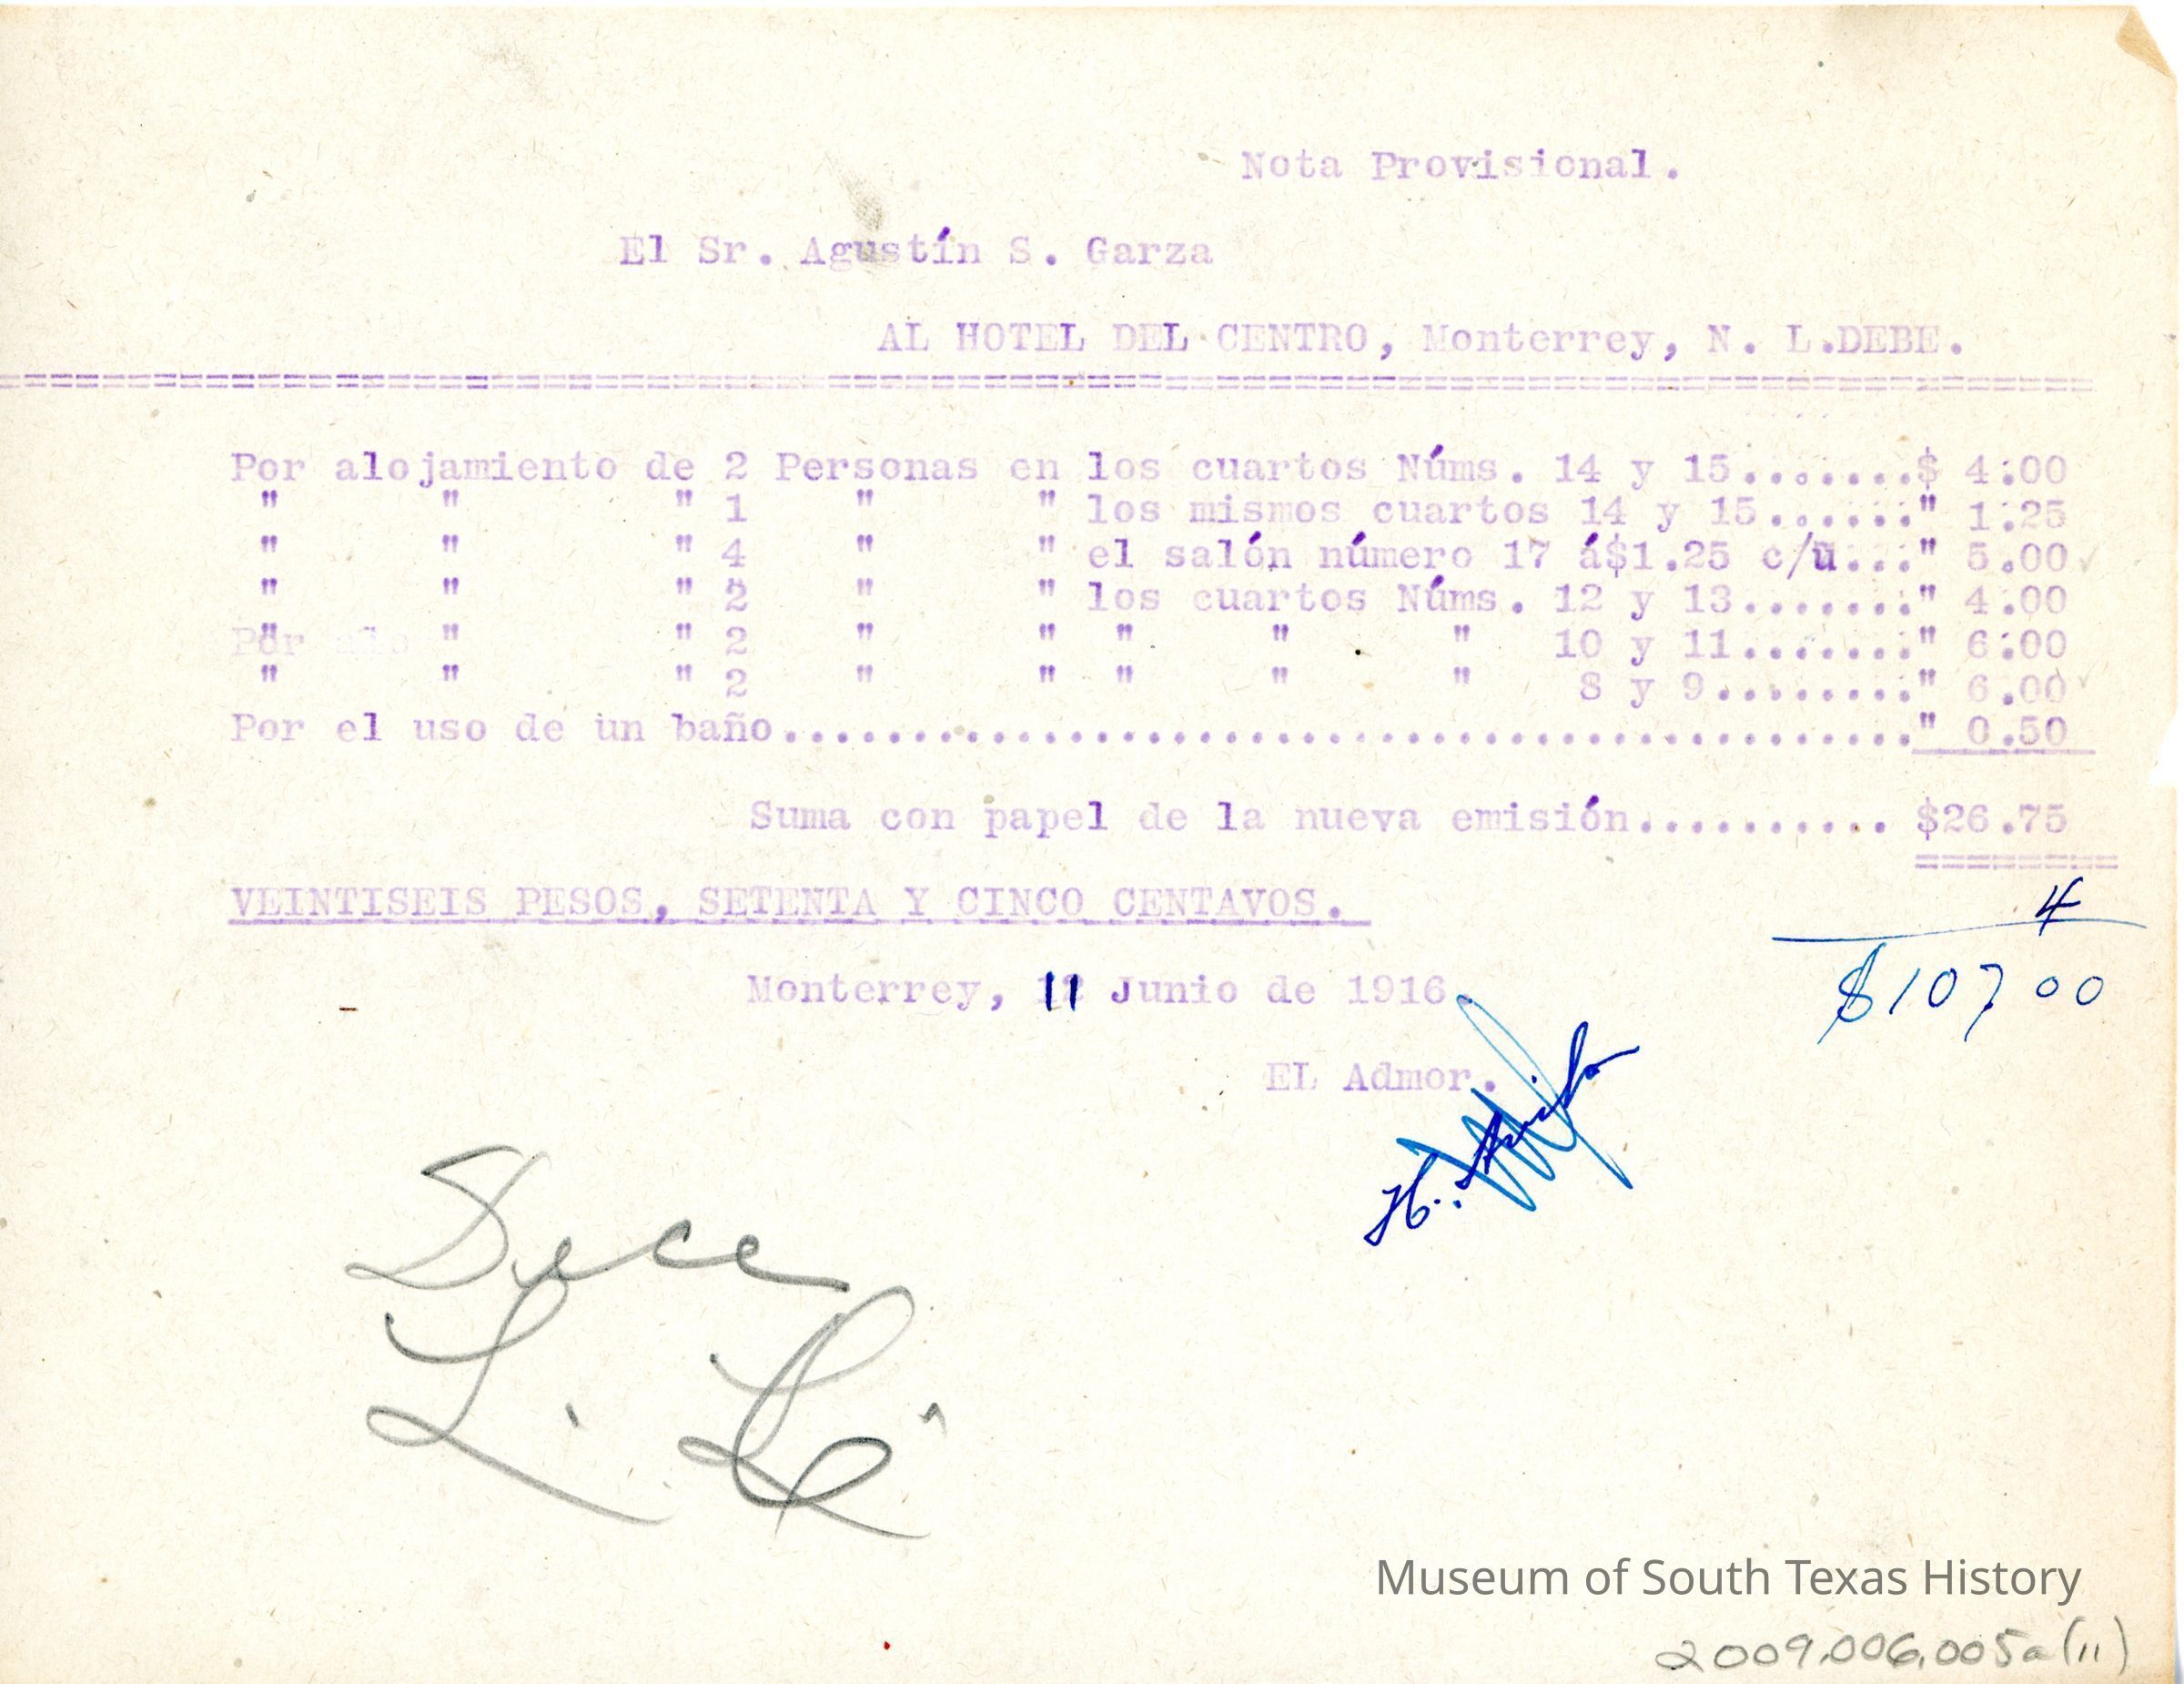 Nota Provisional.
El Sr. Agustín S. Garza
AL HOTEL DEL CENTRO, Monterrey, N. L.DEBE.
Por alojamiento de 2 Personas en los cuartos Núms. 14 y 15.......$ 4.00
" " " 1 " " los mismos cuartos 14 y 15......" 1.25
" " " 4 " " el salón número 17 á$1.25 c/u..." 5.00
" " " 2 " " los cuartos Núms. 12 y 13......." 4.00
" " " 2 " " " " " 10 y 11......." 6.00
" " " 2 " " " " " 8 y 9........" 6.00
Por el uso de un baño............................................" 0.50
Suma con papel de la nueva emisión.......... $26.75
VEINTISEIS PESOS, SETENTA Y CINCO CENTAVOS.
4
$107 00
Monterrey, 11 Junio de 1916.
EL Admor.
H.
Museum of South Texas History
2009.006.005a(11)